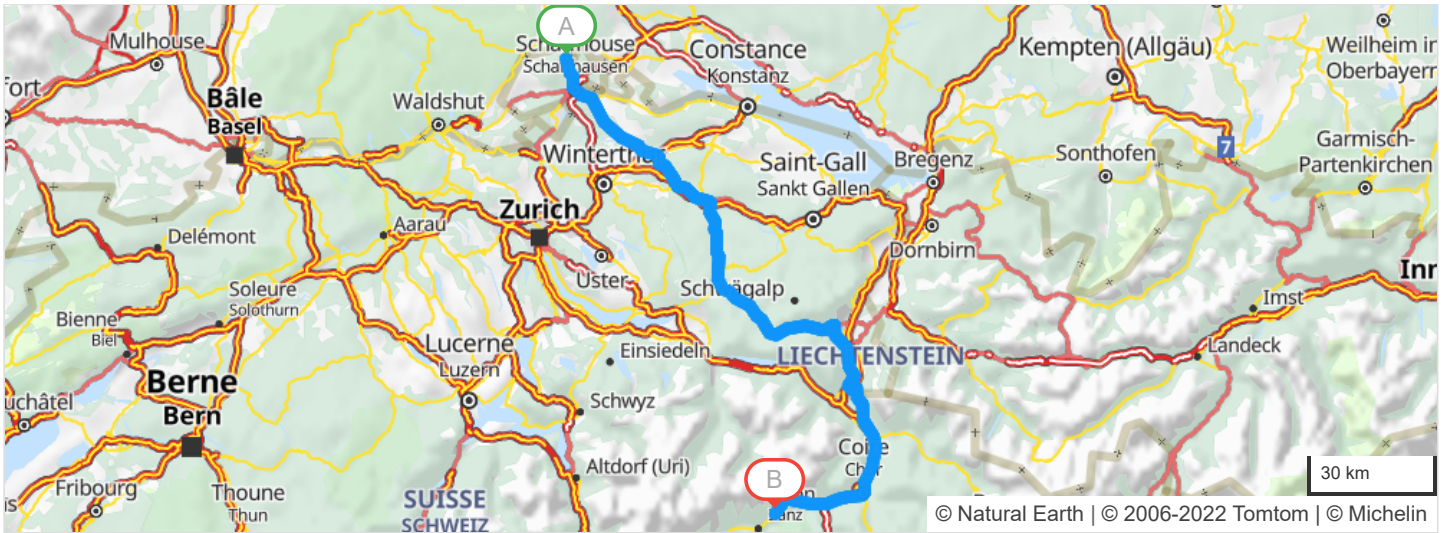 A
Schaffhouse
Schaffhausen
Constance
Konstanz
Kempten (Allgäu)
Weilheim in
Oberbayern
Mulhouse
fort
Bâle
Basel
Waldshut
Winterthu
7
Garmisch-
Partenkirchen
Saint-Gall
Sankt Gallen
Bregenz
Sonthofen
Zurich
Aarau
Delémont
Dornbirn
Inn
Uster
Schwägalp
Soleure
Solothurn
Imst
Bienne
Biel
Lucerne
Luzern
Einsiedeln
LIECHTENSTEIN
Landeck
Berne
Bern
uchâtel
Schwyz
Coire
Chur
Altdorf (Uri)
B
30 km
Fribourg
Thoune
Thun
SUISSE
SCHWEIZ
© Natural Earth | © 2006-2022 Tomtom | © Michelin